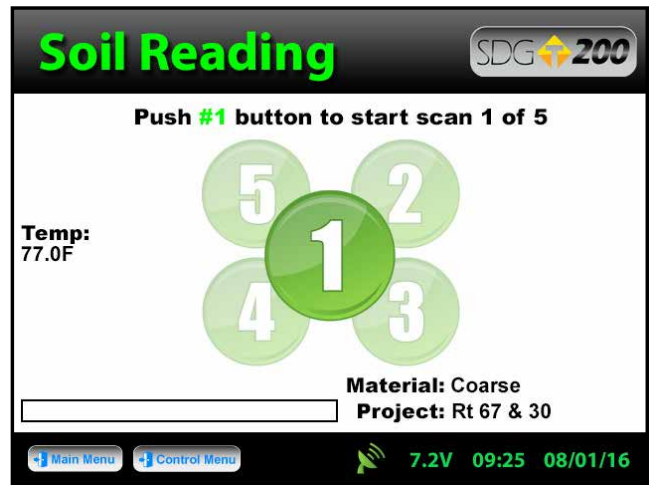 Soil Reading
SDG 200
Push #1 button to start scan 1 of 5
5
2
1
4
3
Temp:
77.0F
Material: Coarse
Project: Rt 67 & 30
Main Menu
Control Menu
7.2V 09:25 08/01/16